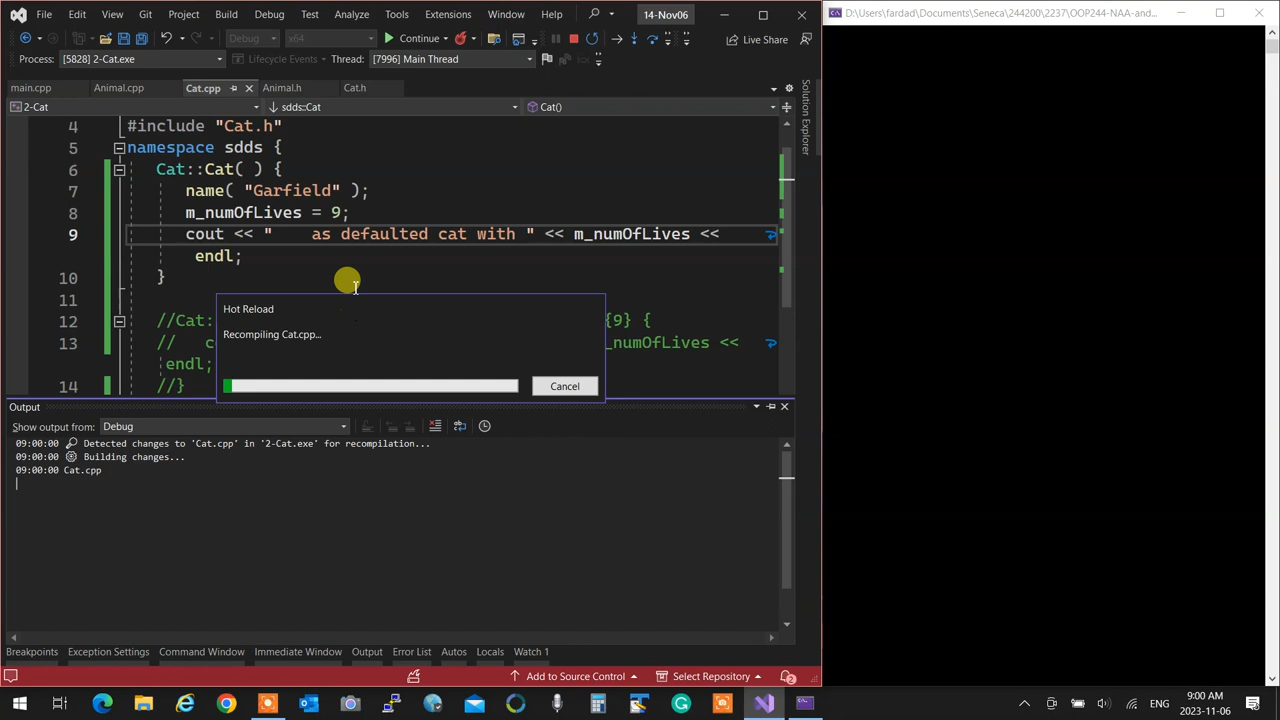 File Edit View Git Project Build Debug Test Analyze Tools Extensions Window Help 14-Nov06
Debug x64 Continue Live Share
Process: [5828] 2-Cat.exe Lifecycle Events Thread: [7996] Main Thread
main.cpp Animal.cpp Cat.cpp Animal.h Cat.h
2-Cat sdds::Cat Cat()
4 #include "Cat.h"
5 namespace sdds {
6 Cat::Cat( ) {
7 name( "Garfield" );
8 m_numOfLives = 9;
9 cout << "    as defaulted cat with " << m_numOfLives <<
endl;
10 }
11
12 //Cat: {9} {
13 // c _numOfLives <<
endl;
14 //}
Hot Reload
Recompiling Cat.cpp...
Cancel
Output
Show output from: Debug
09:00:00 Detected changes to 'Cat.cpp' in '2-Cat.exe' for recompilation...
09:00:00 Building changes...
09:00:00 Cat.cpp
Breakpoints Exception Settings Command Window Immediate Window Output Error List Autos Locals Watch 1
Add to Source Control Select Repository 2
Solution Explorer
D:\Users\fardad\Documents\Seneca\244200\2237\OOP244-NAA-and...
ENG
9:00 AM
2023-11-06